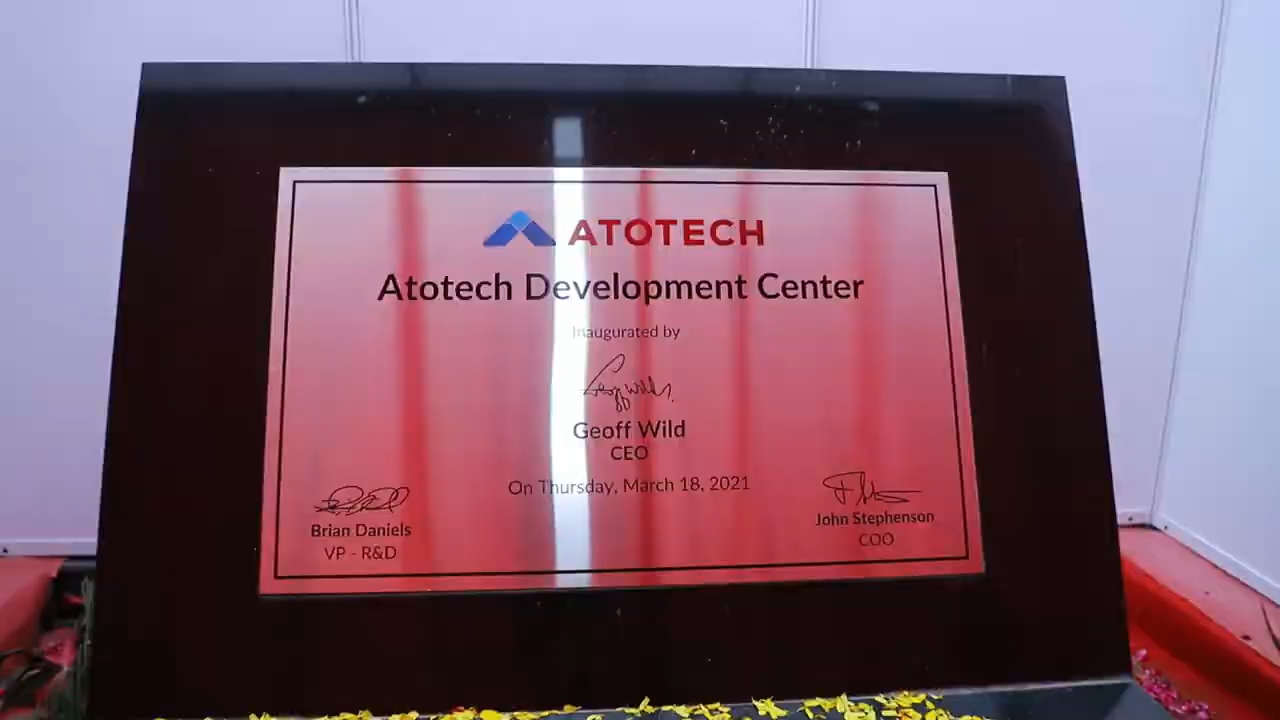 ATOTECH
Atotech Development Center
Inaugurated by
Geoff Wild
CEO
On Thursday, March 18, 2021
Brian Daniels
VP - R&D
John Stephenson
COO